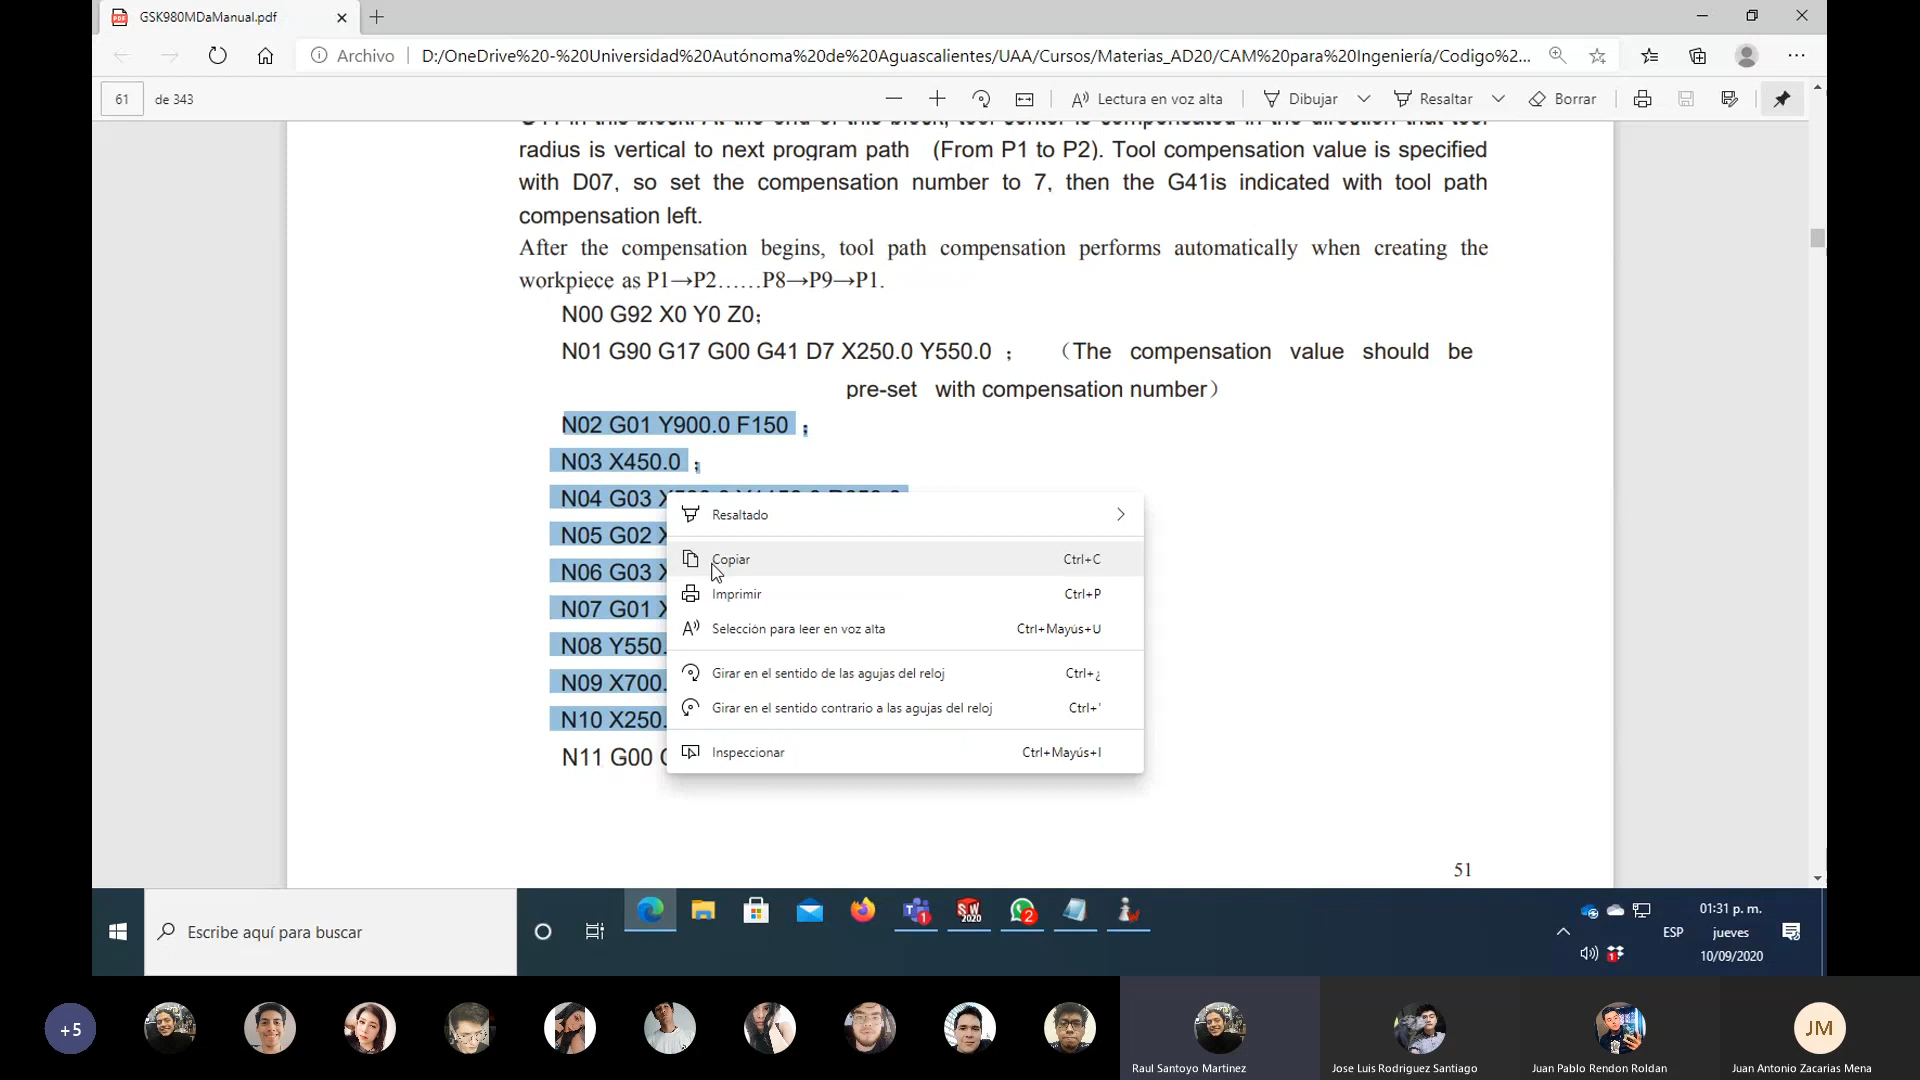 GSK980MDaManual.pdf
Archivo
D:/OneDrive%20-%20Universidad%20Autónoma%20de%20Aguascalientes/UAA/Cursos/Materias_AD20/CAM%20para%20Ingeniería/Codigo%2...
61 de 343
Lectura en voz alta
Dibujar
Resaltar
Borrar
radius is vertical to next program path (From P1 to P2). Tool compensation value is specified
with D07, so set the compensation number to 7, then the G41is indicated with tool path
compensation left.
After the compensation begins, tool path compensation performs automatically when creating the
workpiece as P1→P2……P8→P9→P1.
N00 G92 X0 Y0 Z0;
N01 G90 G17 G00 G41 D7 X250.0 Y550.0 ; （The compensation value should be
pre-set with compensation number）
N02 G01 Y900.0 F150 ;
N03 X450.0 ;
N04 G03
N05 G02
N06 G03
N07 G01
N08 Y550.
N09 X700.
N10 X250.
N11 G00
Resaltado
Copiar Ctrl+C
Imprimir Ctrl+P
Selección para leer en voz alta Ctrl+Mayús+U
Girar en el sentido de las agujas del reloj Ctrl+¿
Girar en el sentido contrario a las agujas del reloj Ctrl+'
Inspeccionar Ctrl+Mayús+I
51
Escribe aquí para buscar
1
SW
2020
2
ESP
1
01:31 p. m.
jueves
10/09/2020
+5
JM
Raul Santoyo Martinez
Jose Luis Rodriguez Santiago
Juan Pablo Rendon Roldan
Juan Antonio Zacarias Mena